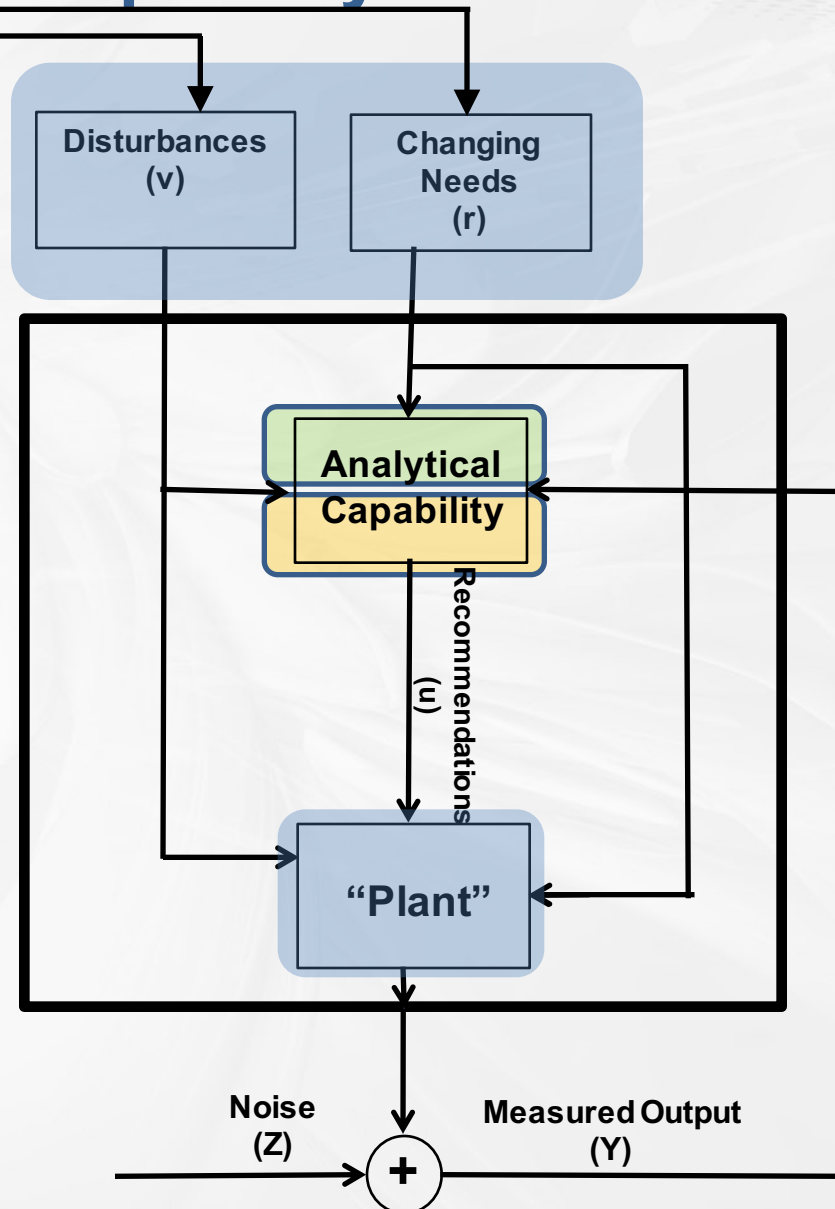 Disturbances
(v)
Changing
Needs
(r)
Analytical
Capability
Recommendations
(u)
“Plant”
Noise
(Z)
Measured Output
(Y)
+